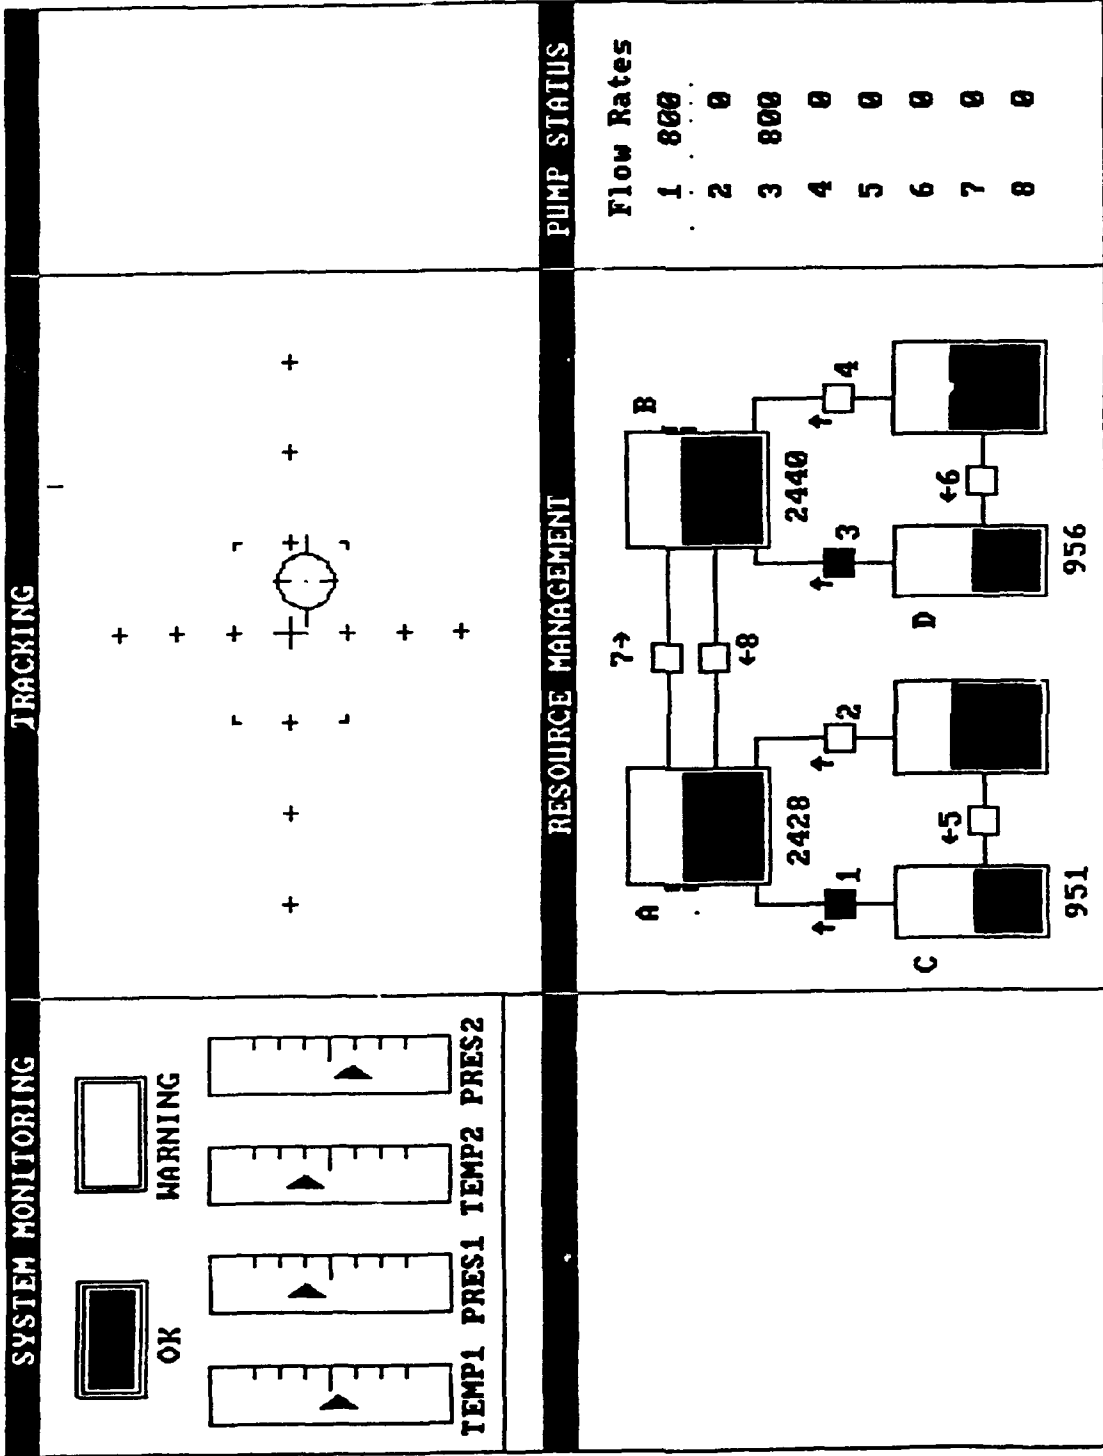 SYSTEM MONITORING
TRACKING
OK
WARNING
TEMP1 PRES1 TEMP2 PRES2
RESOURCE MANAGEMENT
PUMP STATUS
A
7→
B
←8
2428
2440
1
2
3
4
C
←5
D
←6
951
956
Flow Rates
1 800
2 0
3 800
4 0
5 0
6 0
7 0
8 0